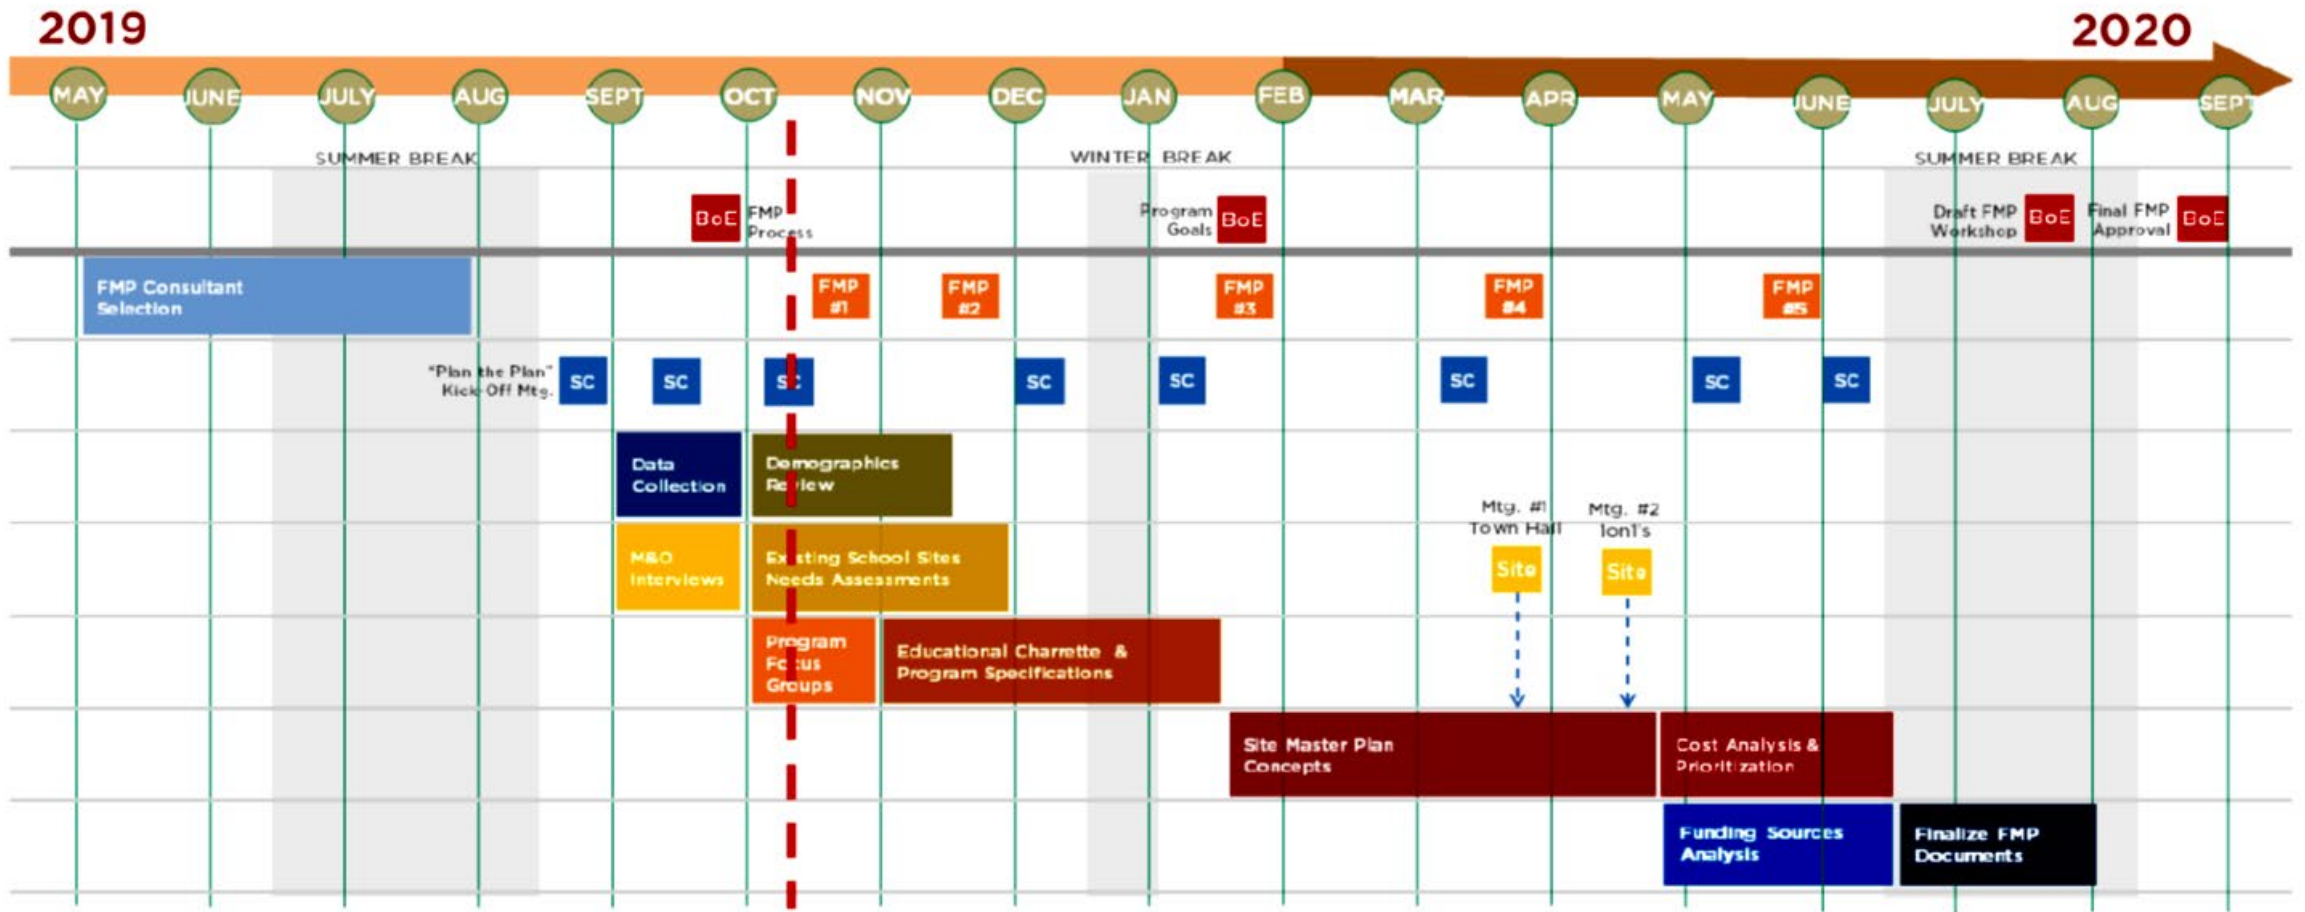 2019
2020
MAY JUNE JULY AUG SEPT OCT NOV DEC JAN FEB MAR APR MAY JUNE JULY AUG SEPT
SUMMER BREAK
WINTER BREAK
SUMMER BREAK
BoE
FMP
Process
Program
Goals
BoE
Draft FMP
Workshop
BoE
Final FMP
Approval
BoE
FMP Consultant
Selection
FMP
#1
FMP
#2
FMP
#3
FMP
#4
FMP
#5
"Plan the Plan"
Kick-Off Mtg.
SC
SC
SC
SC
SC
SC
SC
SC
Data
Collection
Demographics
Review
Mtg. #1
Town Hall
Mtg. #2
1on1's
M&O
Interviews
Existing School Sites
Needs Assessments
Site
Site
Program
Focus
Groups
Educational Charrette &
Program Specifications
Site Master Plan
Concepts
Cost Analysis &
Prioritization
Funding Sources
Analysis
Finalize FMP
Documents